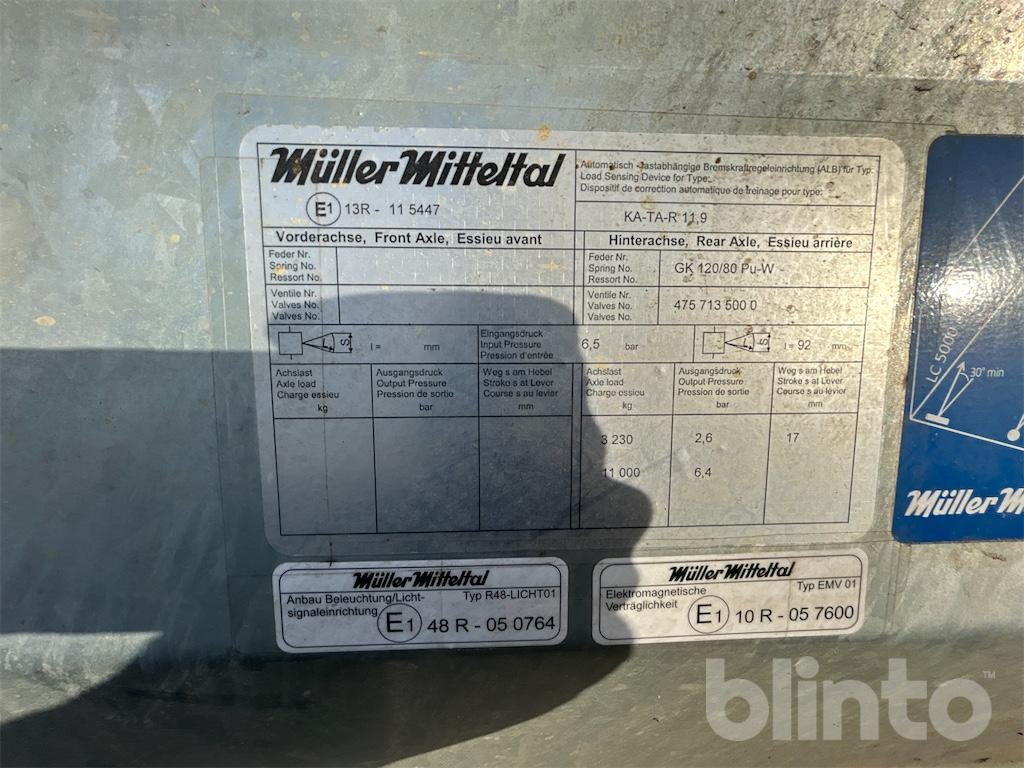 Müller Mitteltal
E1 13R - 11 5447
Automatisch -lastabhängige Bremskraftregeleinrichtung (ALB) für Typ:
Load Sensing Device for Type:
Dispositif de correction automatique de freinage pour type:
KA-TA-R 11,9
Vorderachse, Front Axle, Essieu avant
Hinterachse, Rear Axle, Essieu arrière
Feder Nr.
Spring No.
Ressort No.
Feder Nr.
Spring No.
Ressort No.
GK 120/80 Pu-W
Ventile Nr.
Valves No.
Valves No.
Ventile Nr.
Valves No.
Valves No.
475 713 500 0
L S l = mm
Eingangsdruck
Input Pressure
Pression d'entrée
6,5 bar
L S l = 92 mm
Achslast
Axle load
Charge essieu
kg
Ausgangsdruck
Output Pressure
Pression de sortie
bar
Weg s am Hebel
Stroke s at Lever
Course s au levier
mm
Achslast
Axle load
Charge essieu
kg
Ausgangsdruck
Output Pressure
Pression de sortie
bar
Weg s am Hebel
Stroke s at Lever
Course s au levier
mm
3 230 2,6 17
11 000 6,4
Müller Mitteltal
Anbau Beleuchtung/Licht-
signaleinrichtung
Typ R48-LICHT01
E1 48 R - 05 0764
Müller Mitteltal
Elektromagnetische
Verträglichkeit
Typ EMV 01
E1 10 R - 05 7600
LC 5000
30° min
Müller M
blinto™